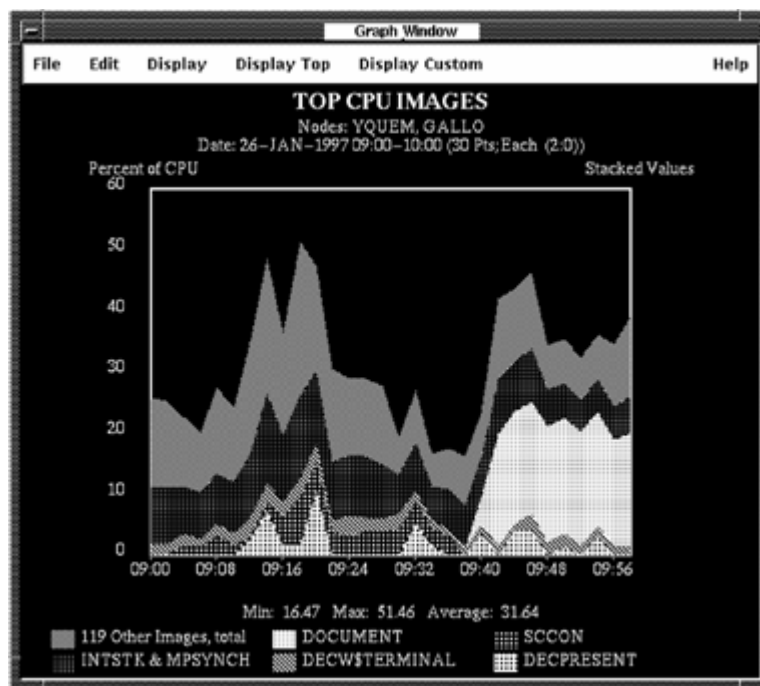 Graph Window
File Edit Display Display Top Display Custom Help
TOP CPU IMAGES
Nodes: YQUEM, GALLO
Date: 26-JAN-1997 09:00-10:00 (30 Pts;Each (2:0))
Percent of CPU Stacked Values
60
50
40
30
20
10
0
09:00 09:08 09:16 09:24 09:32 09:40 09:48 09:56
Min: 16.47 Max: 51.46 Average: 31.64
119 Other Images, total DOCUMENT SCCON
INTSTK & MPSYNCH DECW$TERMINAL DECPRESENT